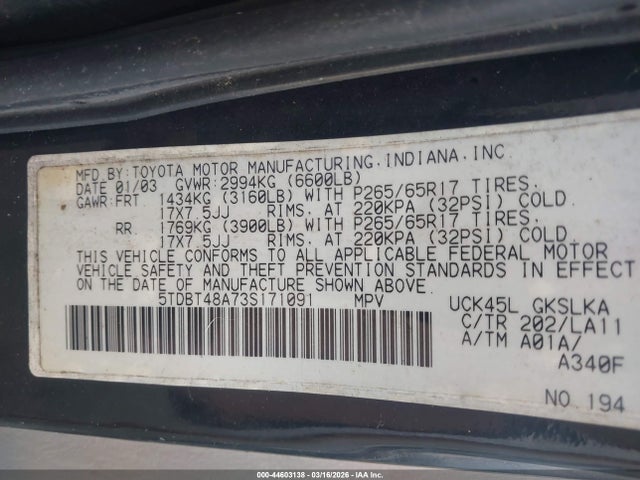 MFD.BY:TOYOTA MOTOR MANUFACTURING,INDIANA,INC
DATE 01/03 GVWR:2994KG (6600LB)
GAWR:FRT 1434KG (3160LB) WITH P265/65R17 TIRES.
17X7.5JJ RIMS. AT 220KPA (32PSI) COLD.
RR. 1769KG (3900LB) WITH P265/65R17 TIRES.
17X7.5JJ RIMS. AT 220KPA (32PSI) COLD.
THIS VEHICLE CONFORMS TO ALL APPLICABLE FEDERAL MOTOR
VEHICLE SAFETY AND THEFT PREVENTION STANDARDS IN EFFECT
ON THE DATE OF MANUFACTURE SHOWN ABOVE.
5TDBT48A73S171091 MPV UCK45L GKSLKA
C/TR 202/LA11
A/TM A01A/
A340F
NO 194
000-44603138 - 03/16/2026 - IAA Inc.